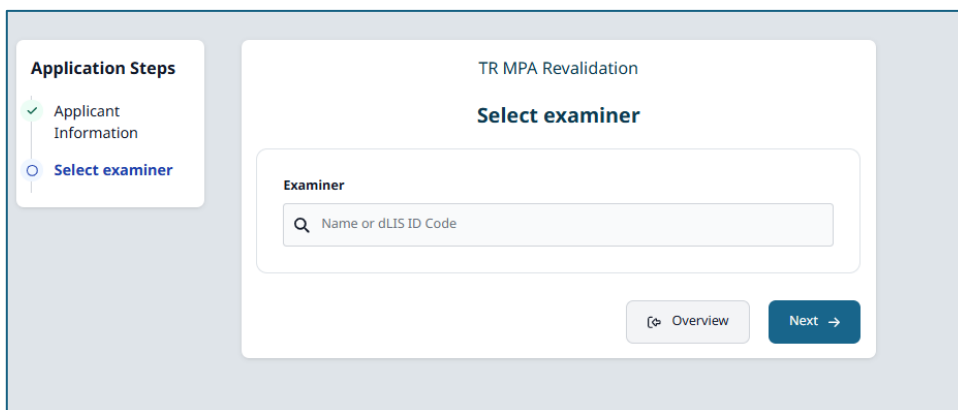 Application Steps
Applicant
Information
Select examiner
TR MPA Revalidation
Select examiner
Examiner
Name or dLIS ID Code
Overview
Next